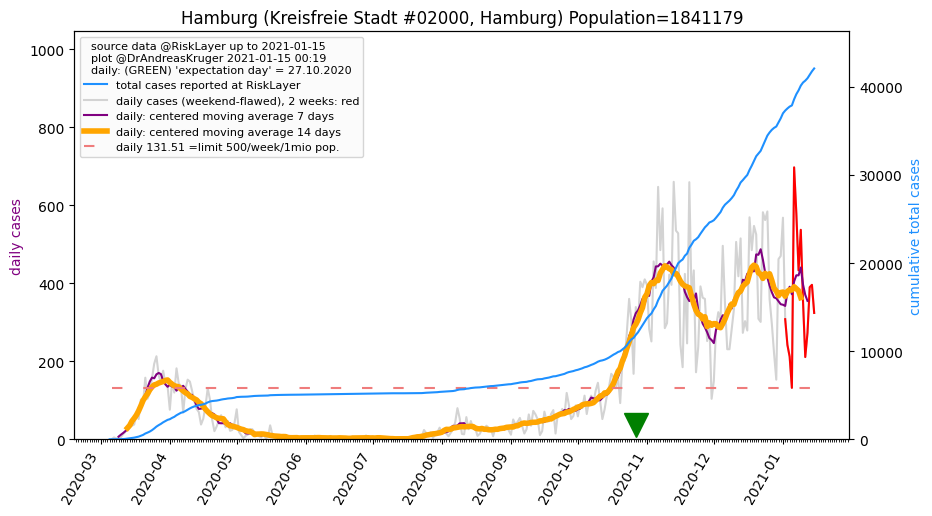 Hamburg (Kreisfreie Stadt #02000, Hamburg) Population=1841179
source data @RiskLayer up to 2021-01-15
plot @DrAndreasKruger 2021-01-15 00:19
daily: (GREEN) 'expectation day' = 27.10.2020
total cases reported at RiskLayer
daily cases (weekend-flawed), 2 weeks: red
daily: centered moving average 7 days
daily: centered moving average 14 days
daily 131.51 =limit 500/week/1mio pop.
daily cases
1000
800
600
400
200
0
cumulative total cases
40000
30000
20000
10000
0
2020-03
2020-04
2020-05
2020-06
2020-07
2020-08
2020-09
2020-10
2020-11
2020-12
2021-01